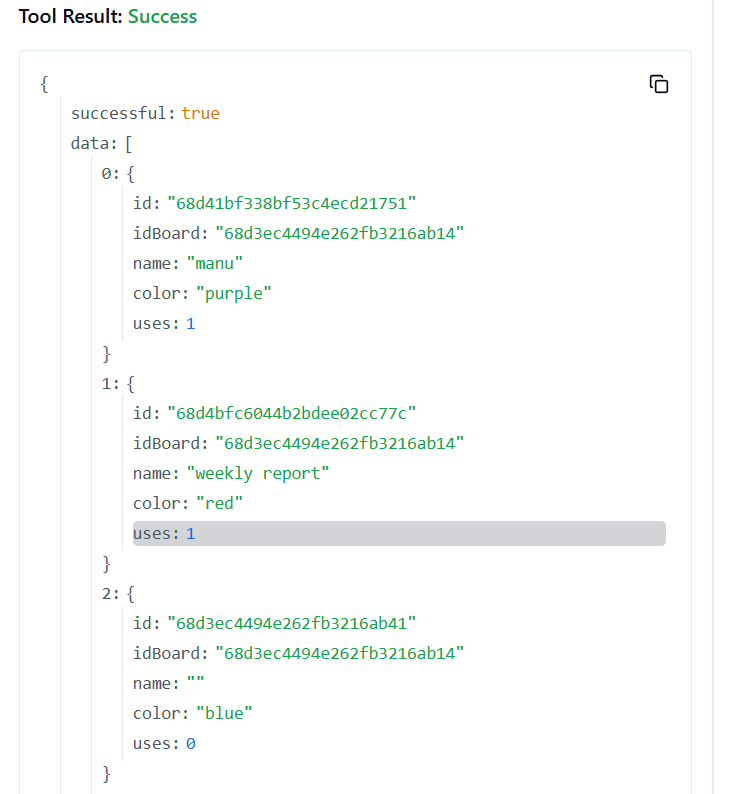 Tool Result: Success
{
successful: true
data: [
0: {
id: "68d41bf338bf53c4ecd21751"
idBoard: "68d3ec4494e262fb3216ab14"
name: "manu"
color: "purple"
uses: 1
}
1: {
id: "68d4bfc6044b2bdee02cc77c"
idBoard: "68d3ec4494e262fb3216ab14"
name: "weekly report"
color: "red"
uses: 1
}
2: {
id: "68d3ec4494e262fb3216ab41"
idBoard: "68d3ec4494e262fb3216ab14"
name: ""
color: "blue"
uses: 0
}